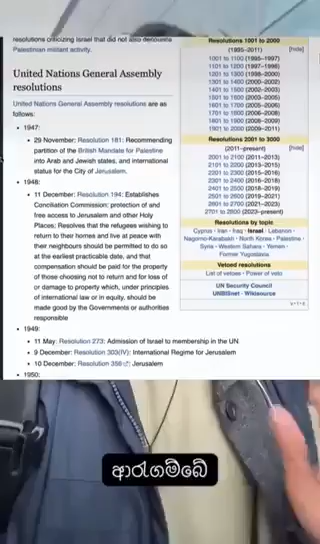 resolutions criticizing Israel that did not also denounce
Palestinian militant activity.
United Nations General Assembly
resolutions
United Nations General Assembly resolutions are as
follows:
• 1947:
• 29 November: Resolution 181: Recommending
partition of the British Mandate for Palestine
into Arab and Jewish states, and international
status for the City of Jerusalem.
• 1948:
• 11 December: Resolution 194: Establishes
Conciliation Commission: protection of and
free access to Jerusalem and other Holy
Places; Resolves that the refugees wishing to
return to their homes and live at peace with
their neighbours should be permitted to do so
at the earliest practicable date, and that
compensation should be paid for the property
of those choosing not to return and for loss of
or damage to property which, under principles
of international law or in equity, should be
made good by the Governments or authorities
responsible
• 1949:
• 11 May: Resolution 273: Admission of Israel to membership in the UN
• 9 December: Resolution 303(IV): International Regime for Jerusalem
• 10 December: Resolution 356: Jerusalem
• 1950:
Resolutions 1001 to 2000
(1995–2011) [hide]
1001 to 1100 (1995–1997)
1101 to 1200 (1997–1998)
1201 to 1300 (1998–2000)
1301 to 1400 (2000–2002)
1401 to 1500 (2002–2003)
1501 to 1600 (2003–2005)
1601 to 1700 (2005–2006)
1701 to 1800 (2006–2008)
1801 to 1900 (2008–2009)
1901 to 2000 (2009–2011)
Resolutions 2001 to 3000
(2011–present) [hide]
2001 to 2100 (2011–2013)
2101 to 2200 (2013–2015)
2201 to 2300 (2015–2016)
2301 to 2400 (2016–2018)
2401 to 2500 (2018–2019)
2501 to 2600 (2019–2021)
2601 to 2700 (2021–2023)
2701 to 2800 (2023–present)
Resolutions by topic
Cyprus · Iran · Iraq · Israel · Lebanon ·
Nagorno-Karabakh · North Korea · Palestine ·
Syria · Western Sahara · Yemen ·
Former Yugoslavia
Vetoed resolutions
List of vetoes · Power of veto
UN Security Council
UNBISnet · Wikisource
v · t · e
ආරැගම්බේ